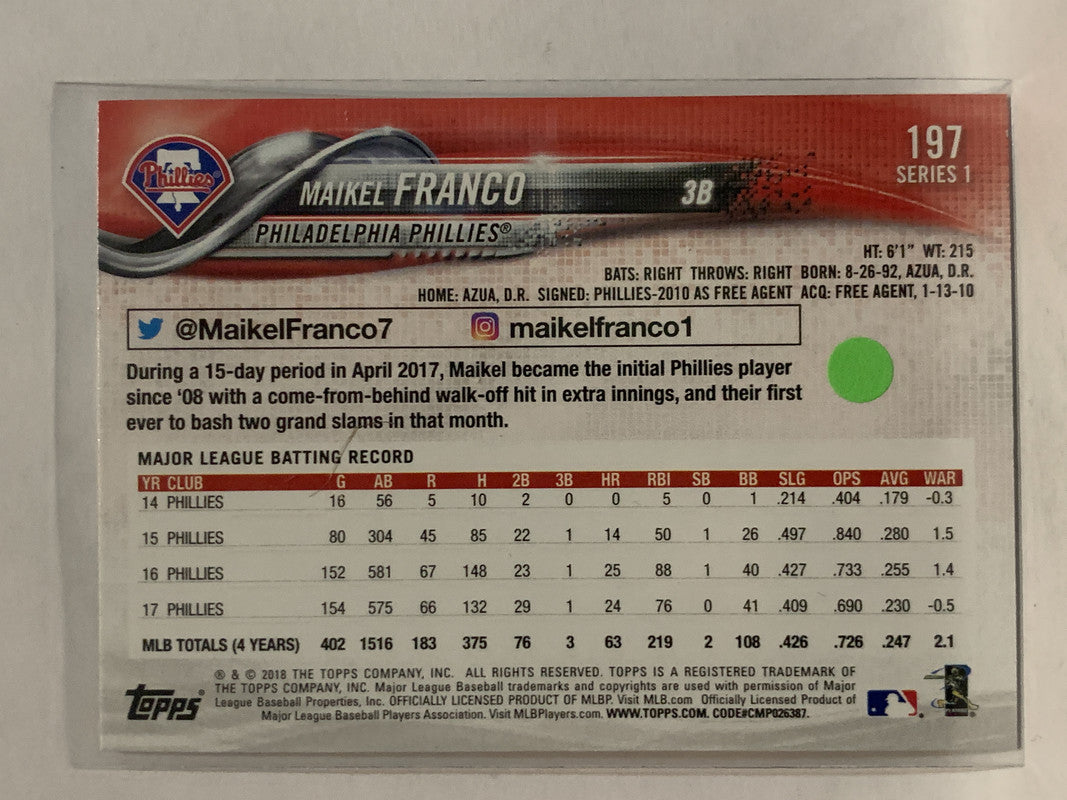 197
SERIES 1
Phillies
MAIKEL FRANCO 3B
PHILADELPHIA PHILLIES®
HT: 6'1" WT: 215
BATS: RIGHT THROWS: RIGHT BORN: 8-26-92, AZUA, D.R.
HOME: AZUA, D.R. SIGNED: PHILLIES-2010 AS FREE AGENT ACQ: FREE AGENT, 1-13-10
@MaikelFranco7 maikelfranco1
During a 15-day period in April 2017, Maikel became the initial Phillies player
since '08 with a come-from-behind walk-off hit in extra innings, and their first
ever to bash two grand slams in that month.
MAJOR LEAGUE BATTING RECORD
YR CLUB G AB R H 2B 3B HR RBI SB BB SLG OPS AVG WAR
14 PHILLIES 16 56 5 10 2 0 0 5 0 1 .214 .404 .179 -0.3
15 PHILLIES 80 304 45 85 22 1 14 50 1 26 .497 .840 .280 1.5
16 PHILLIES 152 581 67 148 23 1 25 88 1 40 .427 .733 .255 1.4
17 PHILLIES 154 575 66 132 29 1 24 76 0 41 .409 .690 .230 -0.5
MLB TOTALS (4 YEARS) 402 1516 183 375 76 3 63 219 2 108 .426 .726 .247 2.1
® & © 2018 THE TOPPS COMPANY, INC. ALL RIGHTS RESERVED. TOPPS IS A REGISTERED TRADEMARK OF
THE TOPPS COMPANY, INC. Major League Baseball trademarks and copyrights are used with permission of Major
League Baseball Properties, Inc. OFFICIALLY LICENSED PRODUCT OF MLBP. Visit MLB.com Officially Licensed Product of
Major League Baseball Players Association. Visit MLBPlayers.com. WWW.TOPPS.COM. CODE#CMP026387.
Topps